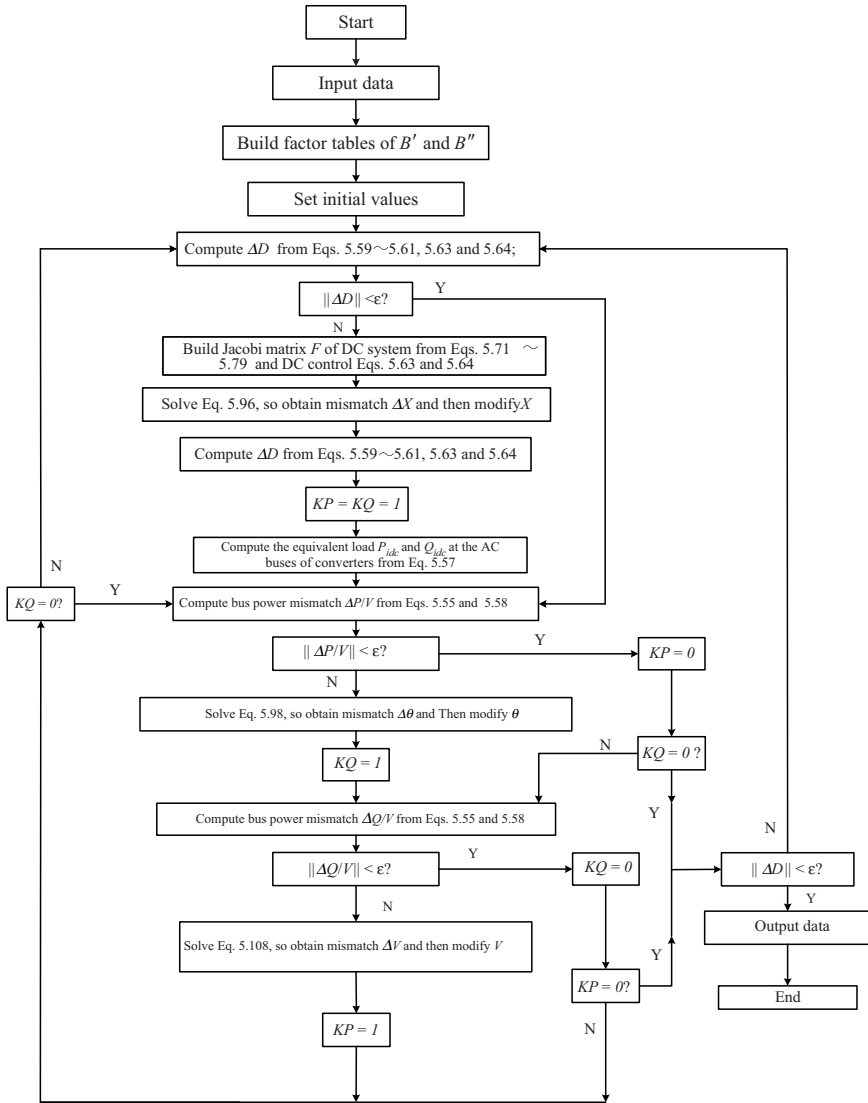 Start
Input data
Build factor tables of B′ and B″
Set initial values
Compute ΔD from Eqs. 5.59～5.61, 5.63 and 5.64;
||ΔD|| <ε?
Y
N
Build Jacobi matrix F of DC system from Eqs. 5.71 ～
5.79 and DC control Eqs. 5.63 and 5.64
Solve Eq. 5.96, so obtain mismatch ΔX and then modify X
Compute ΔD from Eqs. 5.59～5.61, 5.63 and 5.64
KP = KQ = 1
Compute the equivalent load Pidc and Qidc at the AC
buses of converters from Eq. 5.57
N
KQ = 0?
Y
Compute bus power mismatch ΔP/V from Eqs. 5.55 and 5.58
|| ΔP/V|| < ε?
Y
KP = 0
N
Solve Eq. 5.98, so obtain mismatch Δθ and Then modify θ
KQ = 1
N
KQ = 0 ?
Y
Compute bus power mismatch ΔQ/V from Eqs. 5.55 and 5.58
||ΔQ/V|| < ε?
Y
KQ = 0
N
|| ΔD|| < ε?
N
Y
Output data
End
Solve Eq. 5.108, so obtain mismatch ΔV and then modify V
KP = 0?
Y
N
KP = 1